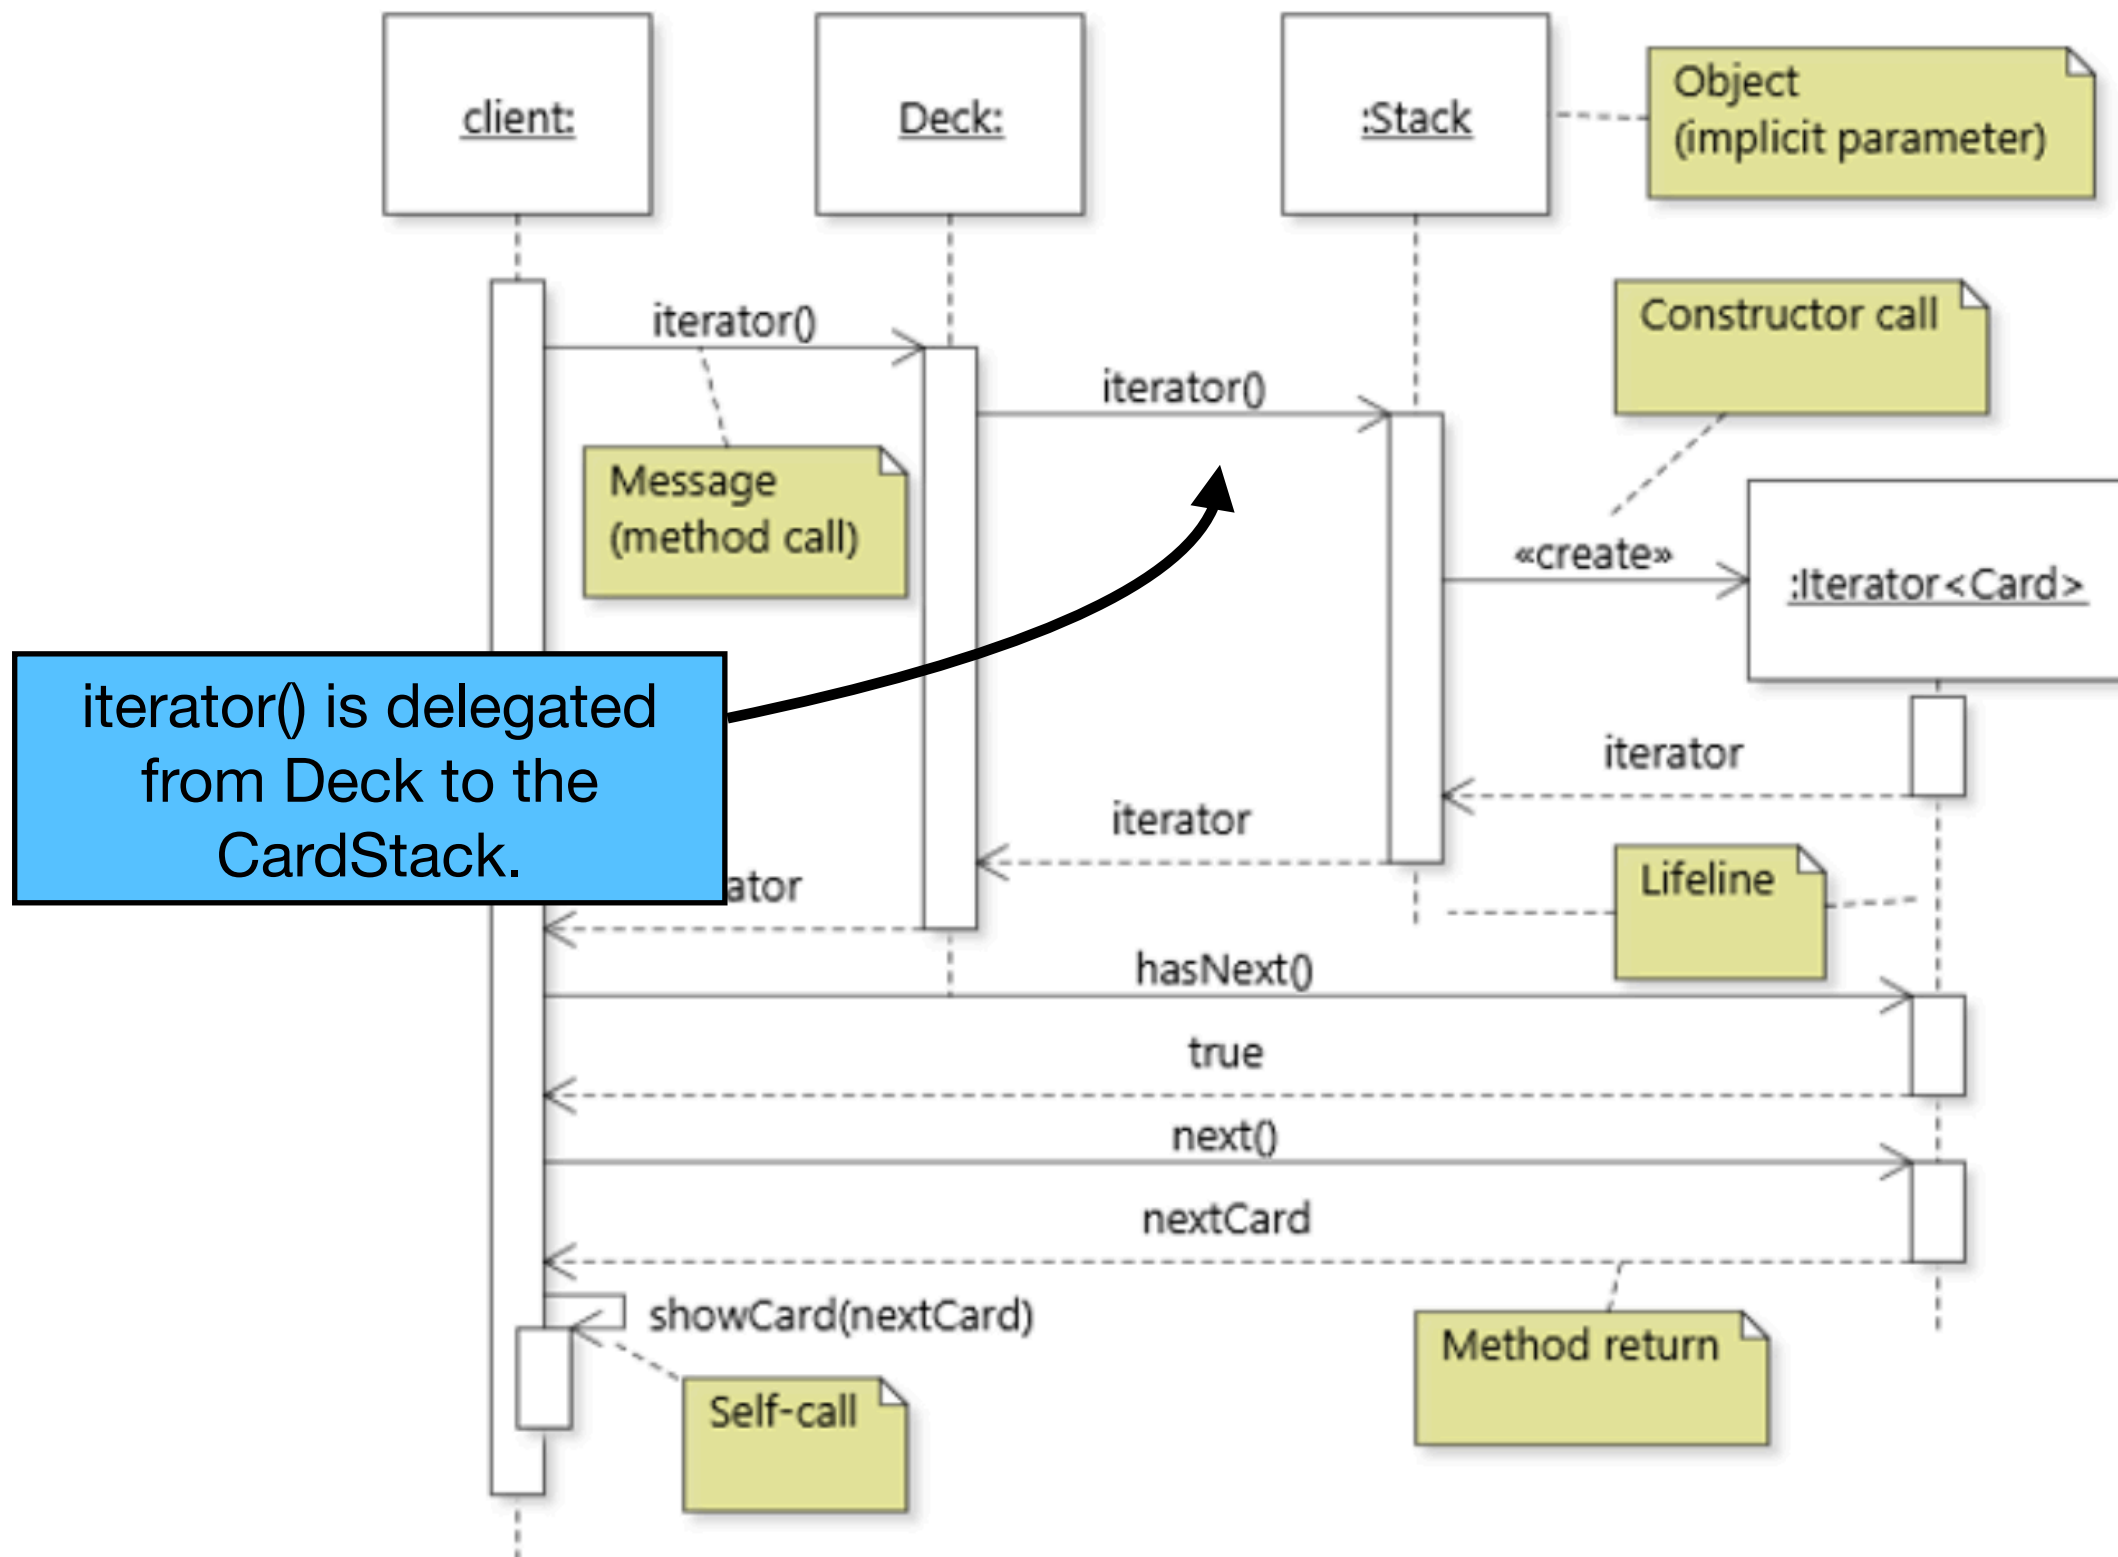 client:
Deck:
:Stack
Object
(implicit parameter)
iterator()
Constructor call
iterator()
Message
(method call)
«create»
:Iterator<Card>
iterator() is delegated
from Deck to the
CardStack.
iterator
iterator
ator
Lifeline
hasNext()
true
next()
nextCard
showCard(nextCard)
Method return
Self-call